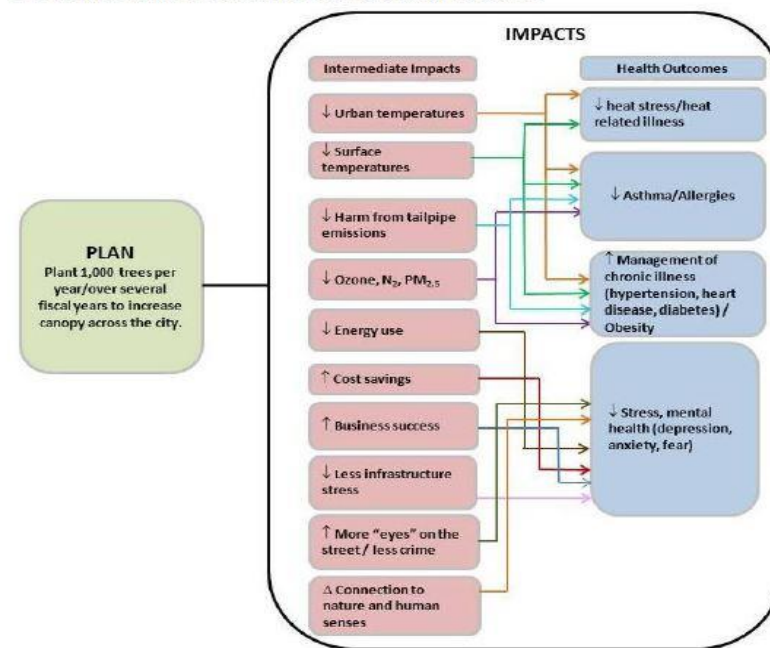 IMPACTS
Intermediate Impacts
Health Outcomes
↓ Urban temperatures
↓ Surface
temperatures
↓ Harm from tailpipe
emissions
↓ Ozone, N₂, PM₂.₅
↓ Energy use
↑ Cost savings
↑ Business success
↓ Less infrastructure
stress
↑ More "eyes" on the
street / less crime
Δ Connection to
nature and human
senses
↓ heat stress/heat
related illness
↓ Asthma/Allergies
↑ Management of
chronic illness
(hypertension, heart
disease, diabetes) /
Obesity
↓ Stress, mental
health (depression,
anxiety, fear)
PLAN
Plant 1,000 trees per
year/over several
fiscal years to increase
canopy across the city.